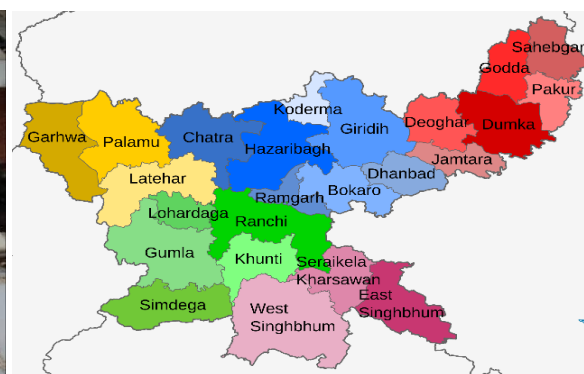 Sahebgan
Godda
Pakur
Koderma
Garhwa
Palamu
Chatra
Hazaribagh
Giridih
Deoghar
Dumka
Jamtara
Latehar
Dhanbad
Bokaro
Ramgarh
Lohardaga
Ranchi
Gumla
Khunti
Seraikela
Kharsawan
Simdega
West
Singhbhum
East
Singhbhum